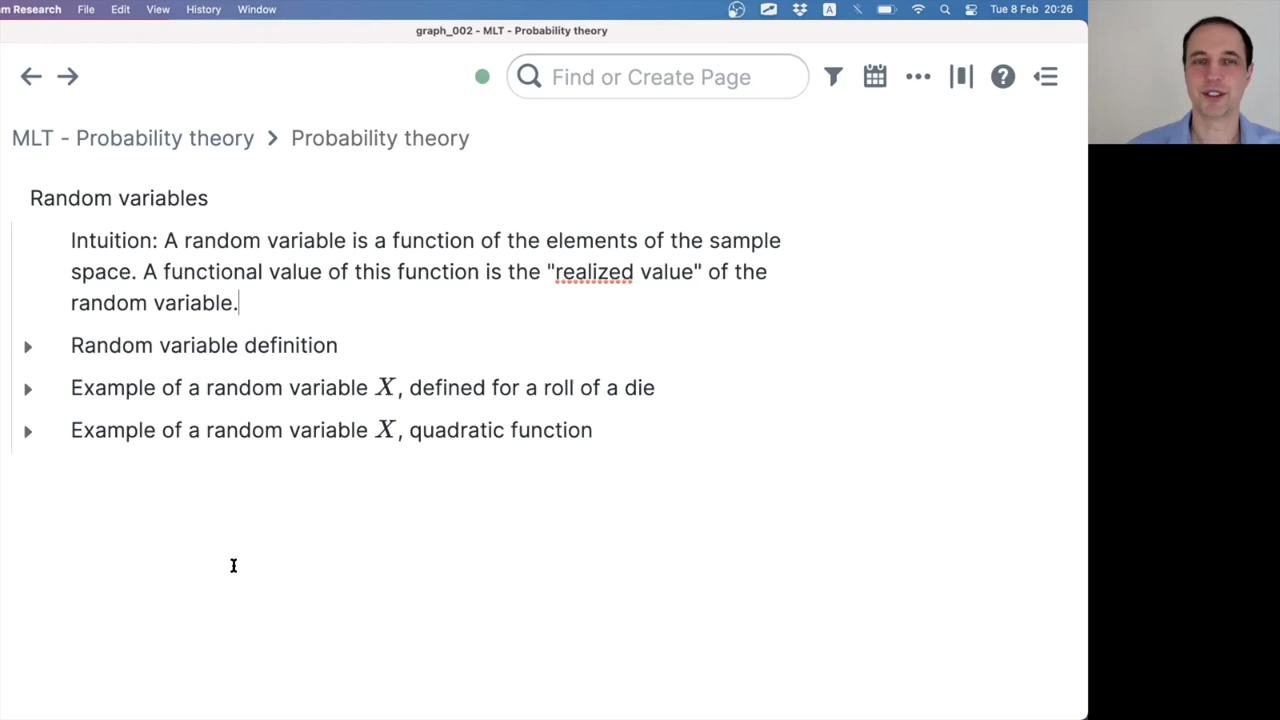 am Research File Edit View History Window A Tue 8 Feb 20:26
graph_002 - MLT - Probability theory
Find or Create Page
MLT - Probability theory > Probability theory
Random variables
Intuition: A random variable is a function of the elements of the sample
space. A functional value of this function is the "realized value" of the
random variable.
Random variable definition
Example of a random variable X, defined for a roll of a die
Example of a random variable X, quadratic function